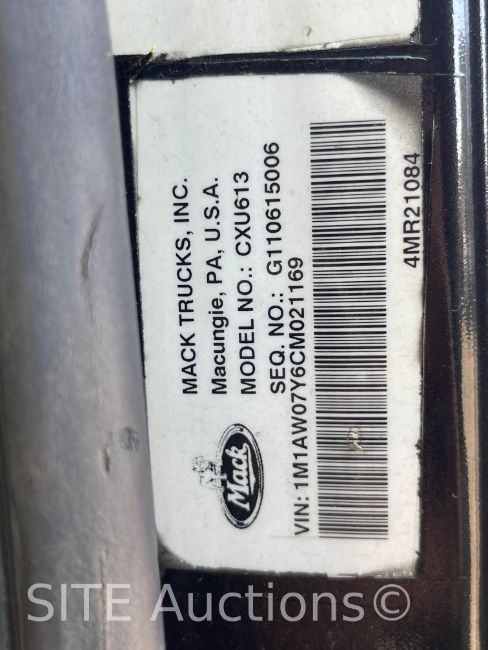 MACK TRUCKS, INC.
Macungie, PA, U.S.A.
MODEL NO.: CXU613
SEQ. NO.: G110615006
Mack
VIN: 1M1AW07Y6CM021169
4MR21084
SITE Auctions©